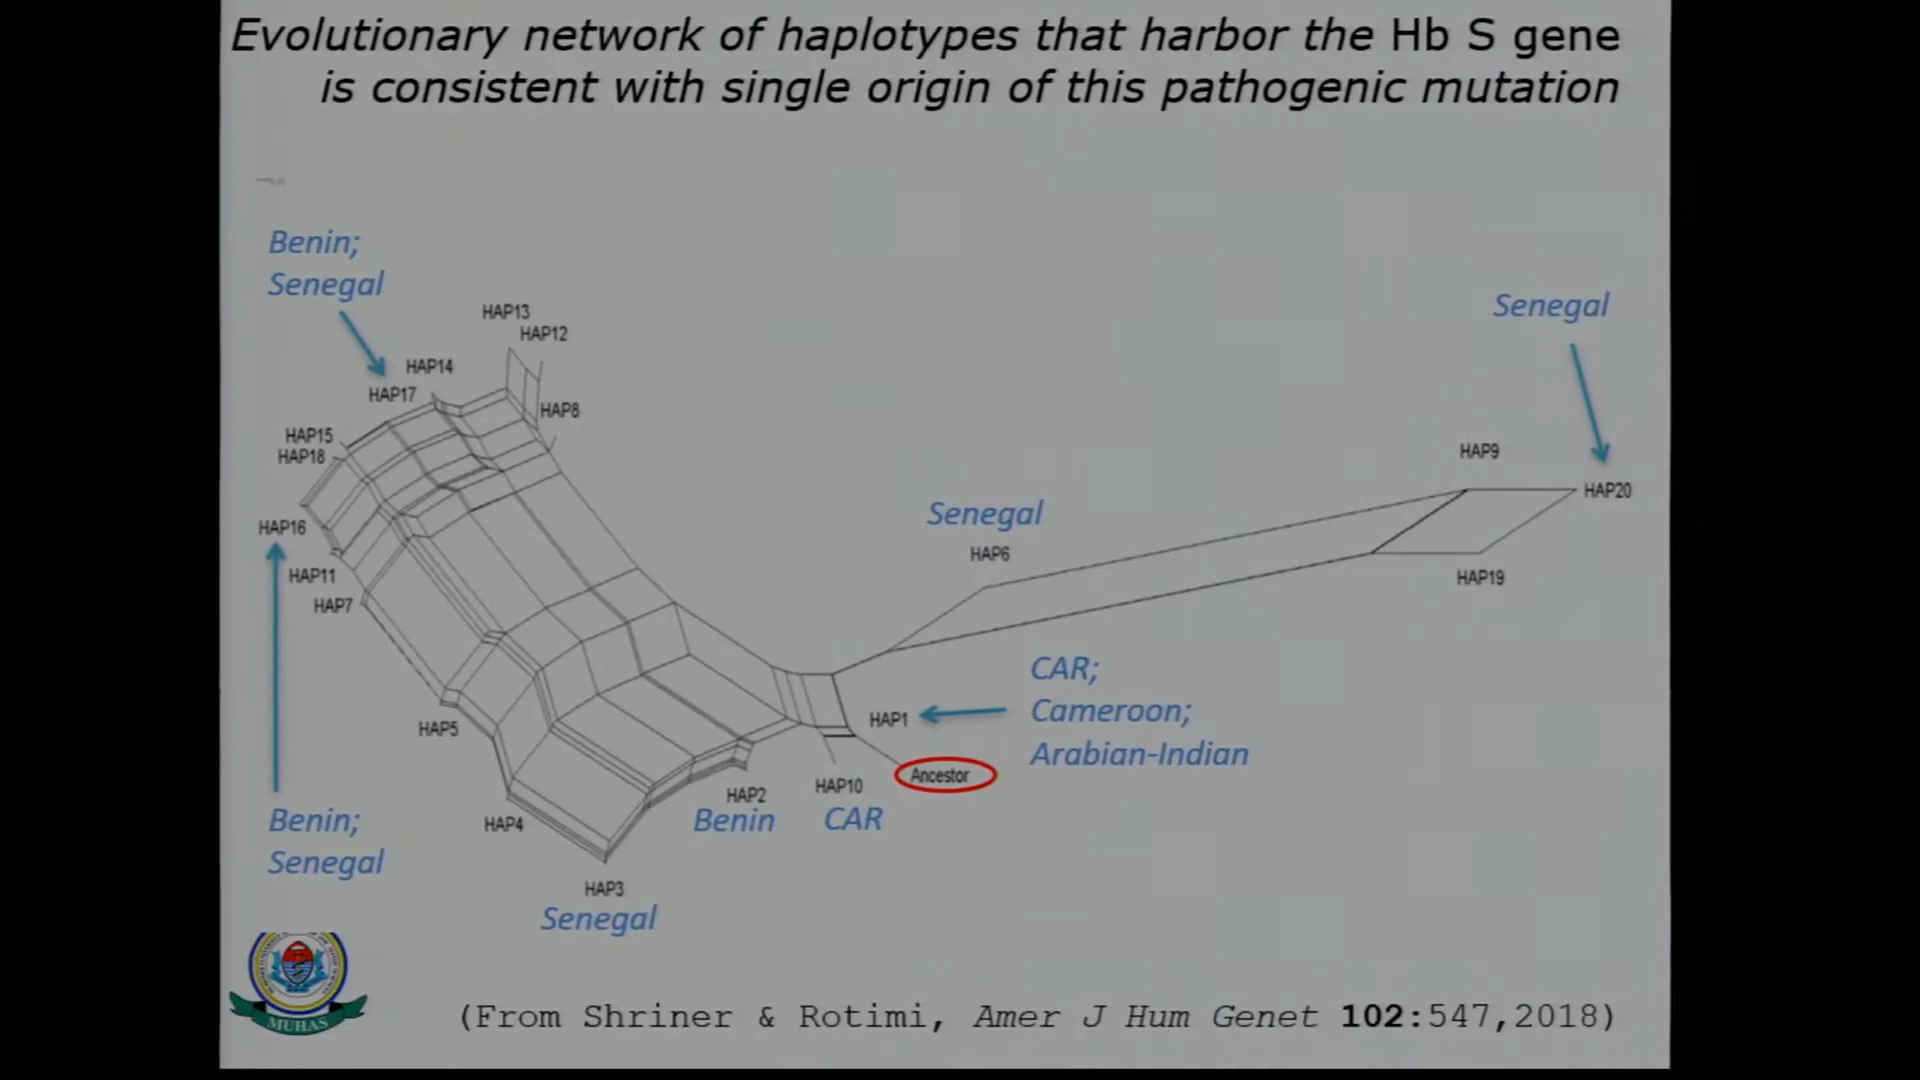 Evolutionary network of haplotypes that harbor the Hb S gene
is consistent with single origin of this pathogenic mutation
Benin;
Senegal
HAP13
HAP12
HAP14
HAP17
HAP8
HAP15
HAP18
HAP16
HAP11
HAP7
Senegal
HAP9
HAP20
HAP19
Senegal
HAP6
CAR;
Cameroon;
Arabian-Indian
HAP1
Ancestor
HAP5
HAP2
Benin
HAP10
CAR
HAP4
Benin;
Senegal
HAP3
Senegal
MUHAS
(From Shriner & Rotimi, Amer J Hum Genet 102:547,2018)